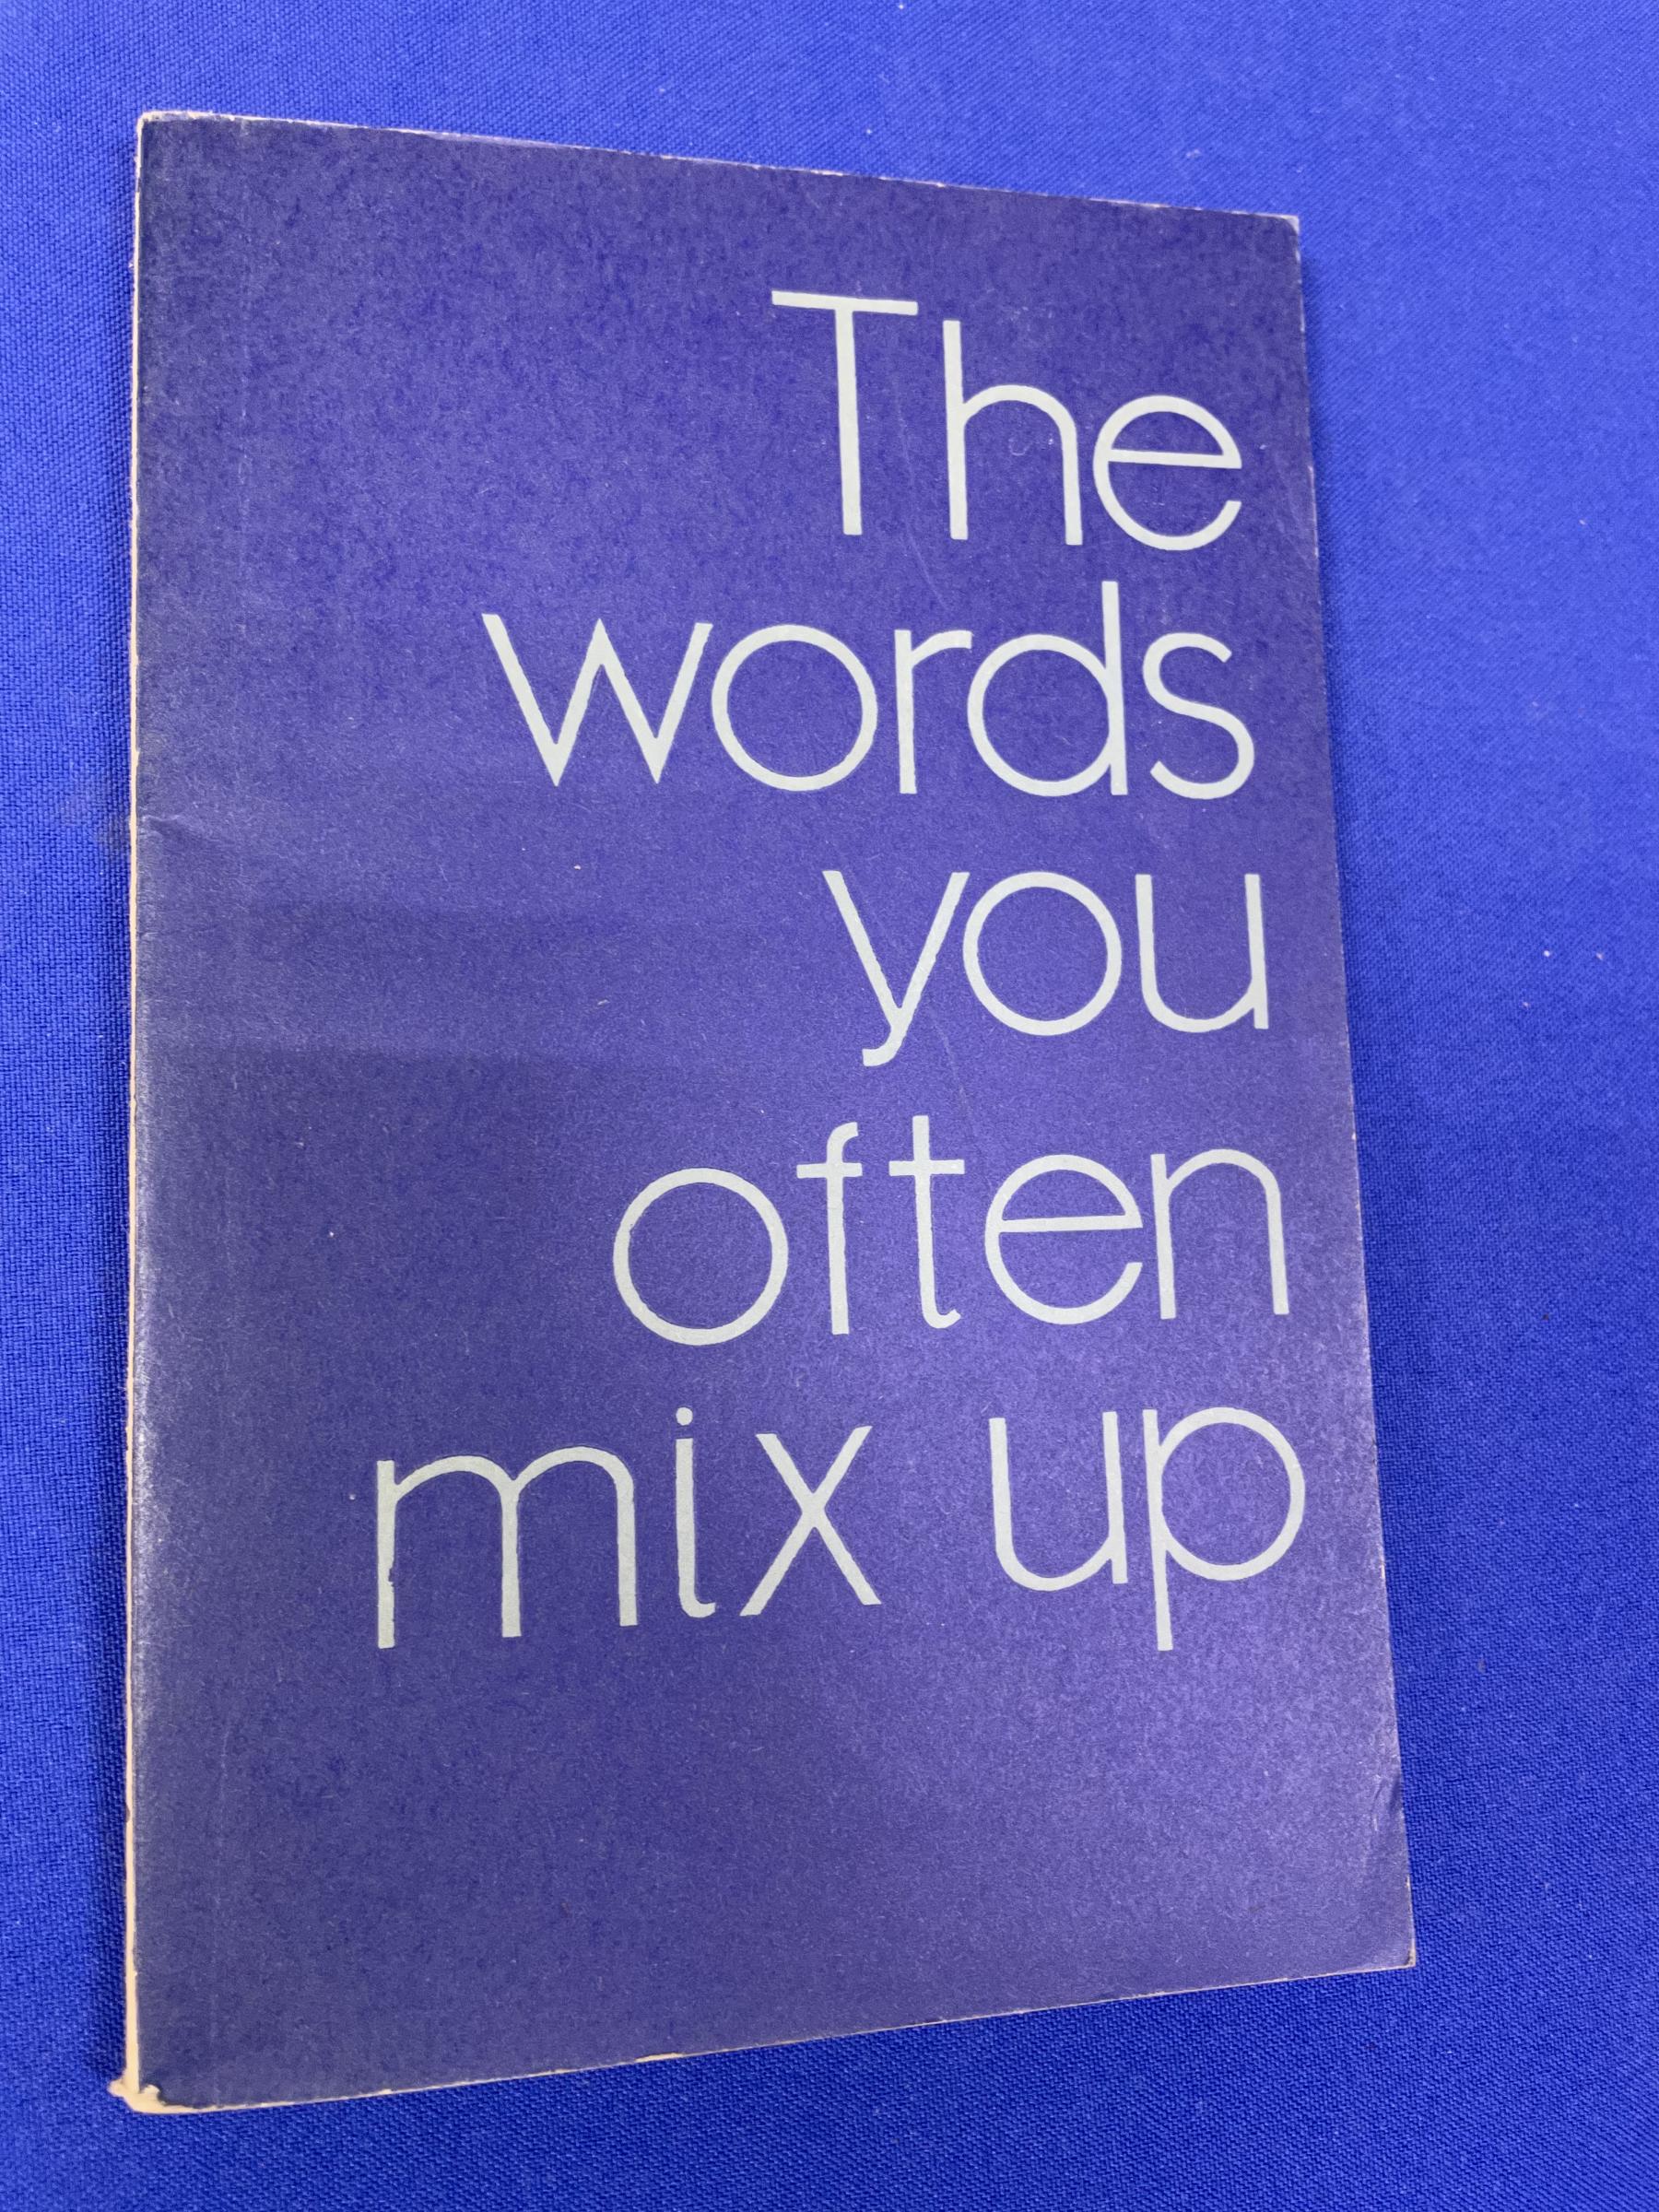 The
words
you
often
mix up